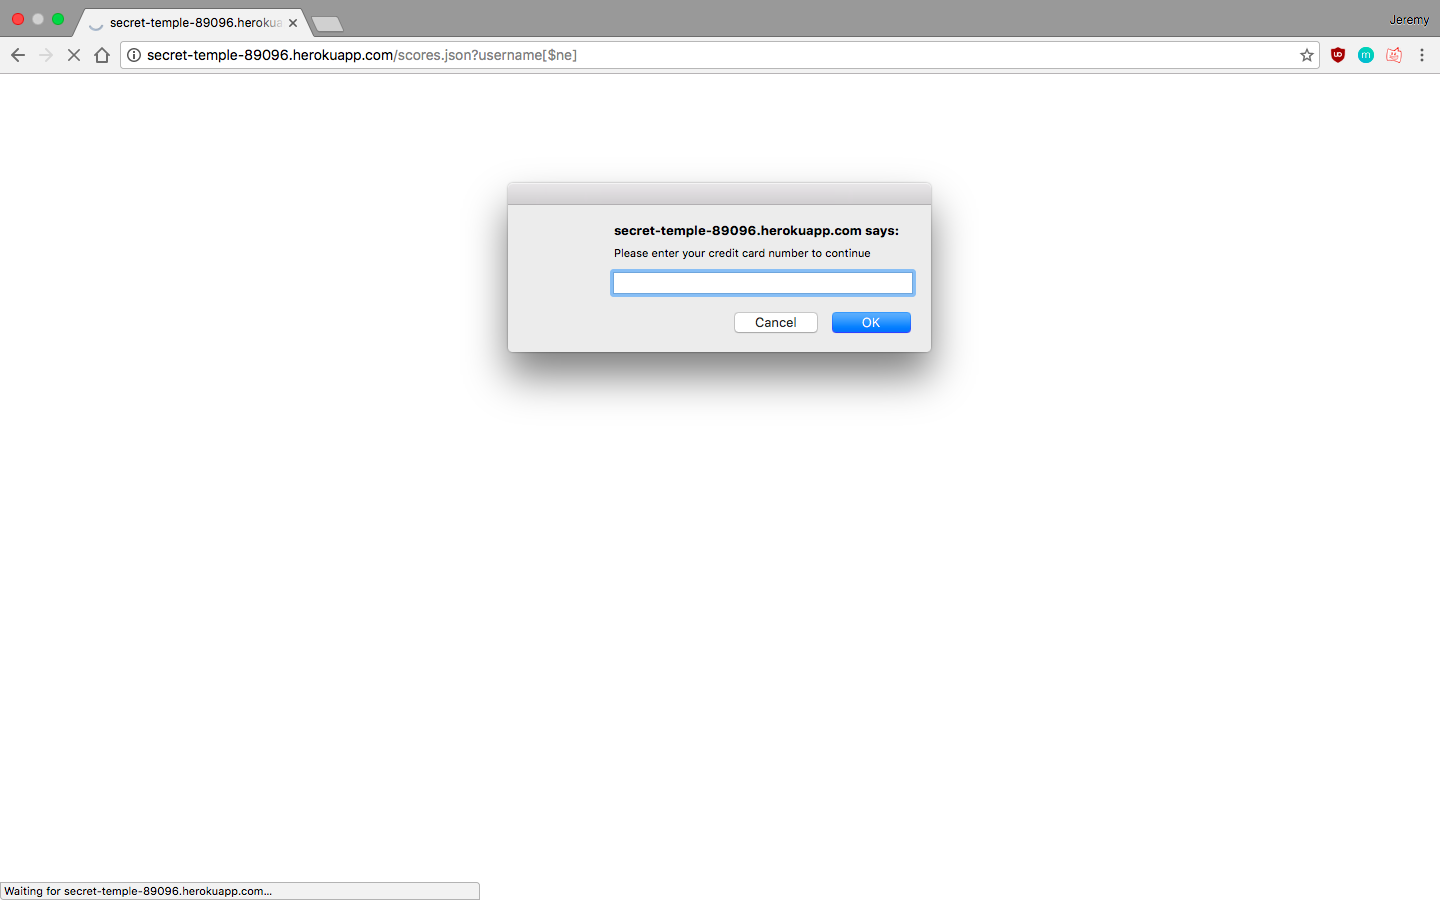 secret-temple-89096.heroku
Jeremy
secret-temple-89096.herokuapp.com/scores.json?username[$ne]
secret-temple-89096.herokuapp.com says:
Please enter your credit card number to continue
Cancel
OK
Waiting for secret-temple-89096.herokuapp.com...